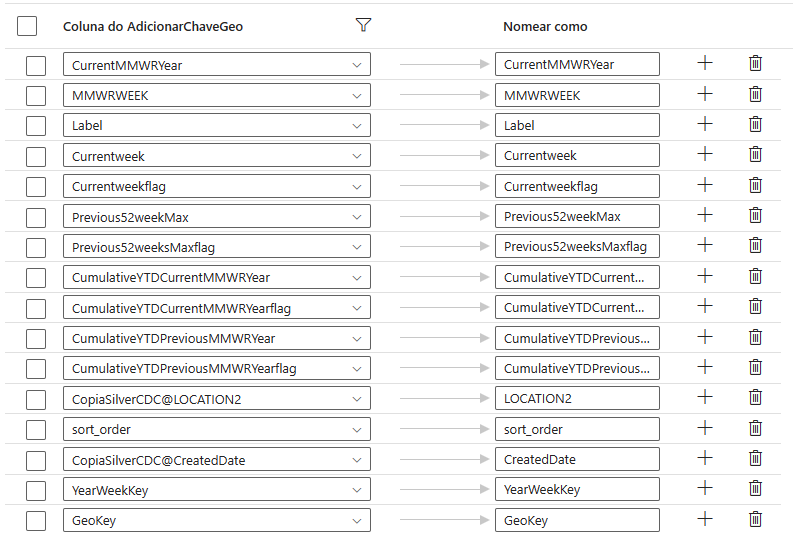 Coluna do AdicionarChaveGeo Nomear como
CurrentMMWRYear CurrentMMWRYear
MMWRWEEK MMWRWEEK
Label Label
Currentweek Currentweek
Currentweekflag Currentweekflag
Previous52weekMax Previous52weekMax
Previous52weeksMaxflag Previous52weeksMaxflag
CumulativeYTDCurrentMMWRYear CumulativeYTDCurrent...
CumulativeYTDCurrentMMWRYearflag CumulativeYTDCurrent...
CumulativeYTDPreviousMMWRYear CumulativeYTDPrevious...
CumulativeYTDPreviousMMWRYearflag CumulativeYTDPrevious...
CopiaSilverCDC@LOCATION2 LOCATION2
sort_order sort_order
CopiaSilverCDC@CreatedDate CreatedDate
YearWeekKey YearWeekKey
GeoKey GeoKey